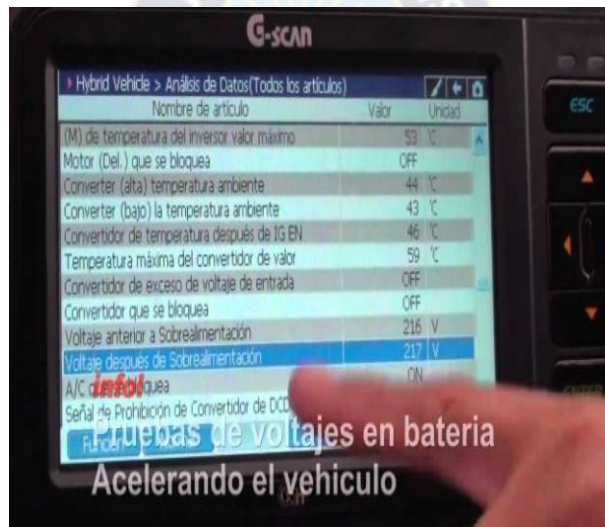 G-scan
Hybrid Vehicle > Análisis de Datos(Todos los artículos)
Nombre de artículo Valor Unidad
(M) de temperatura del inversor valor máximo 53 °C
Motor (Del.) que se bloquea OFF
Converter (alta) temperatura ambiente 44 °C
Converter (bajo) la temperatura ambiente 43 °C
Convertidor de temperatura después de IG EN 46 °C
Temperatura máxima del convertidor de valor 59 °C
Convertidor de exceso de voltaje de entrada OFF
Convertidor que se bloquea OFF
Voltaje anterior a Sobrealimentación 216 V
Voltaje después de Sobrealimentación 217 V
A/C bloquea ON
info!
Señal de Prohibición de Convertidor de DCD
Pruebas de voltajes en bateria
Acelerando el vehiculo
ESC
ENTER